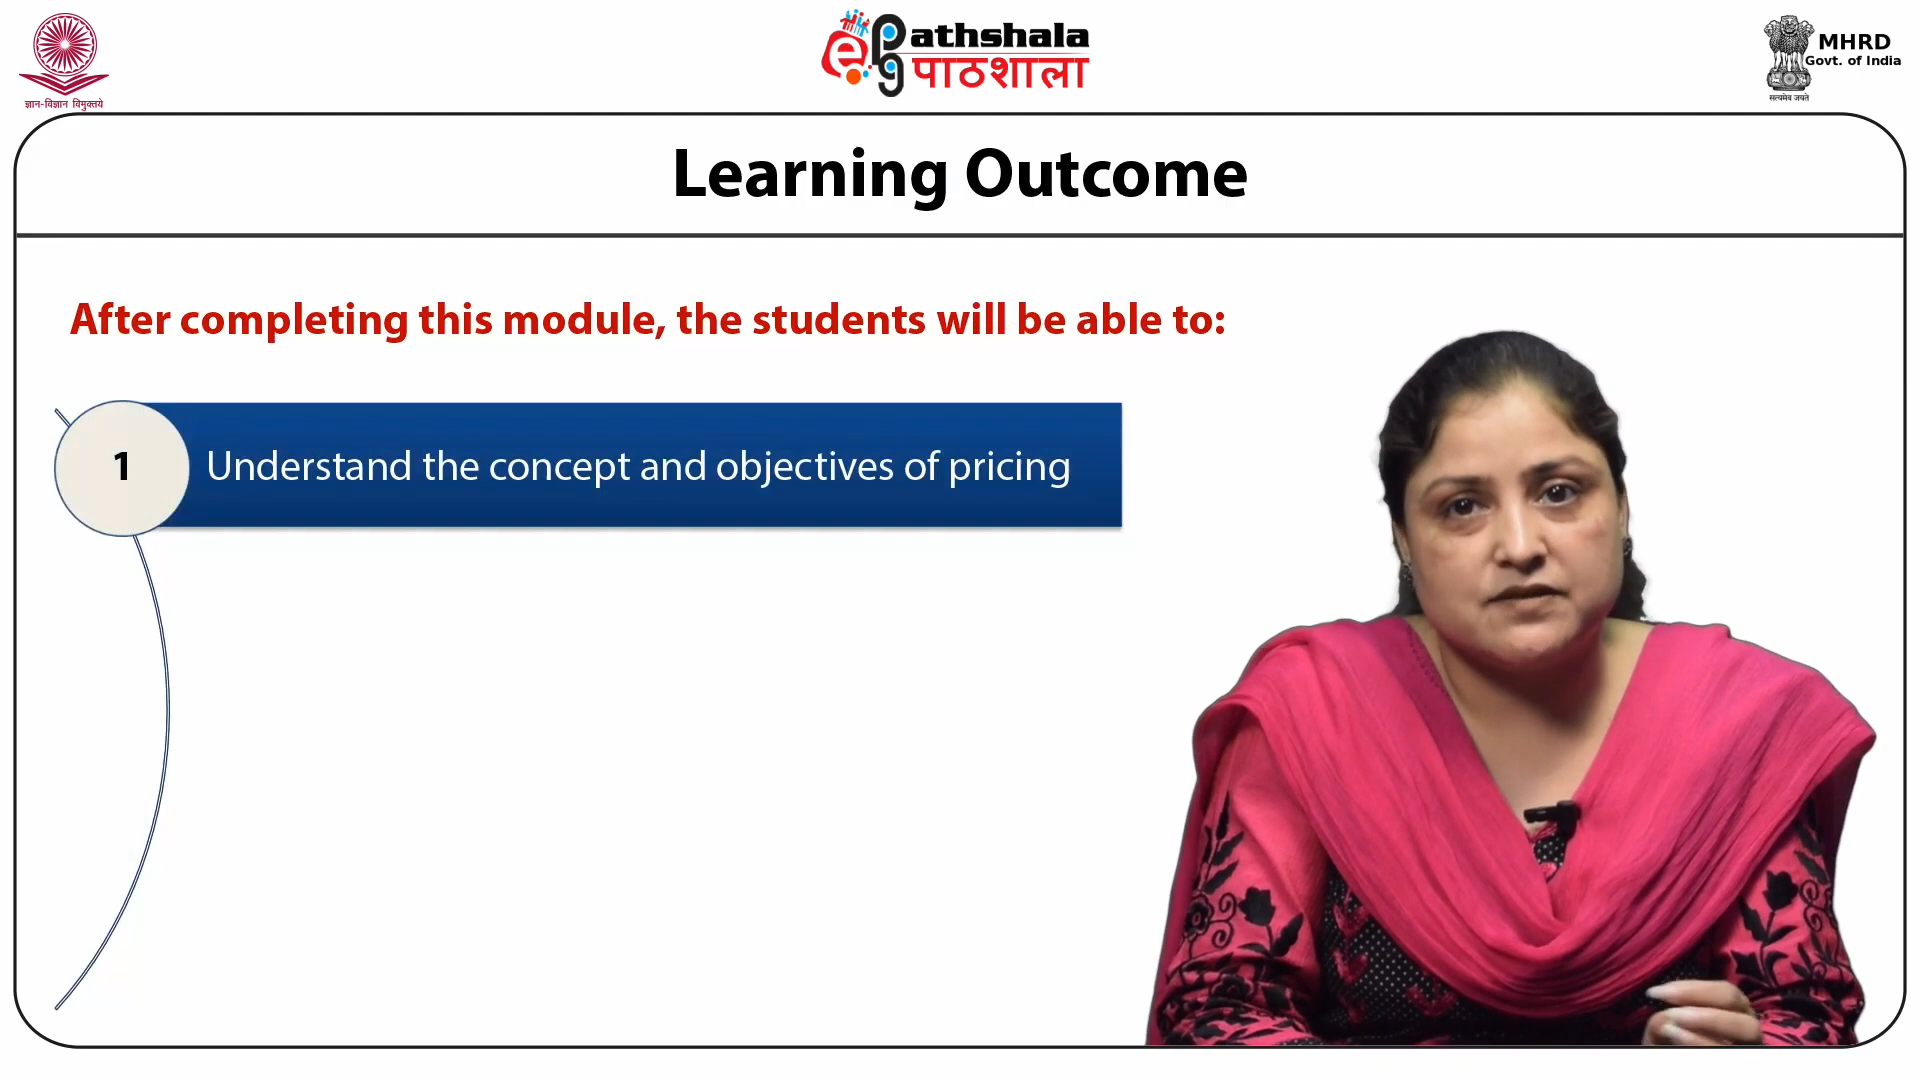 ज्ञान-विज्ञान विमुक्तये
ePathshala
पाठशाला
MHRD
Govt. of India
सत्यमेव जयते
Learning Outcome
After completing this module, the students will be able to:
1 Understand the concept and objectives of pricing